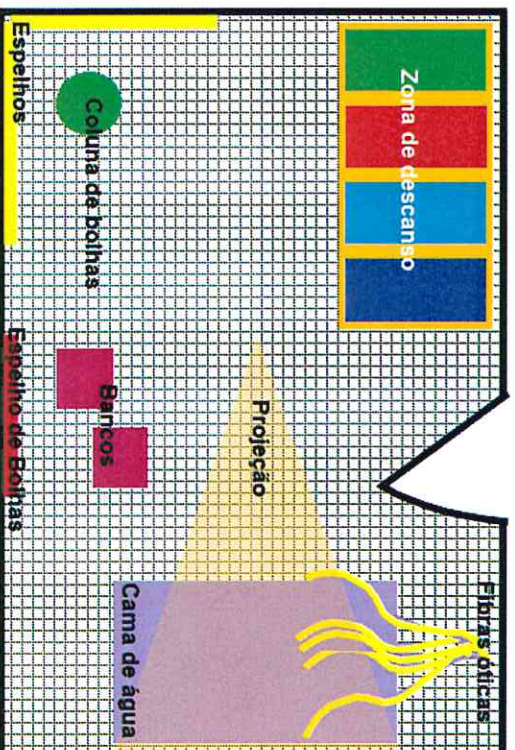 Fibras óticas
Zona de descanso
Projeção
Cama de água
Coluna de bolhas
Bancos
Espelhos
Espelho de Bolhas